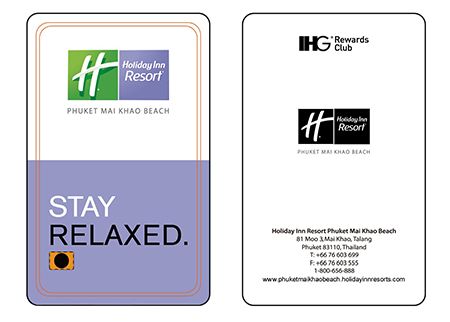 H Holiday Inn
Resort
PHUKET MAI KHAO BEACH
STAY
RELAXED.
IHG® Rewards
Club
H Holiday Inn
Resort
PHUKET MAI KHAO BEACH
Holiday Inn Resort Phuket Mai Khao Beach
81 Moo 3,Mai Khao, Talang
Phuket 83110, Thailand
T: +66 76 603 699
F: +66 76 603 555
1-800-656-888
www.phuketmaikhaobeach.holidayinnresorts.com